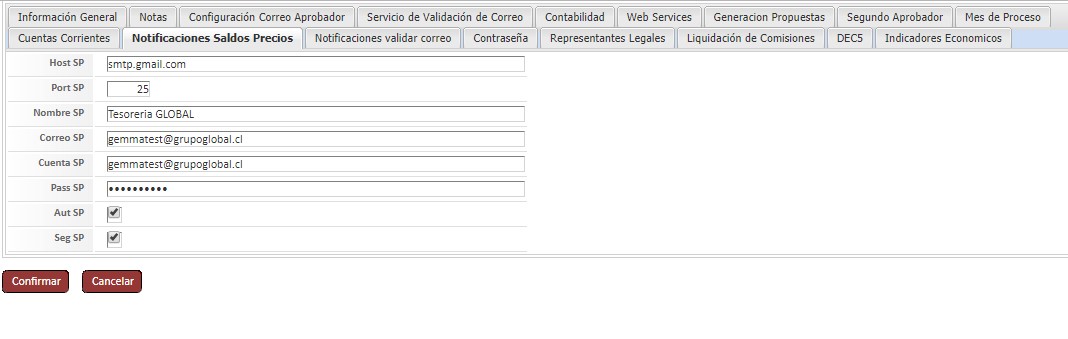 Información General Notas Configuración Correo Aprobador Servicio de Validación de Correo Contabilidad Web Services Generacion Propuestas Segundo Aprobador Mes de Proceso
Cuentas Corrientes Notificaciones Saldos Precios Notificaciones validar correo Contraseña Representantes Legales Liquidación de Comisiones DEC5 Indicadores Economicos
Host SP smtp.gmail.com
Port SP 25
Nombre SP Tesoreria GLOBAL
Correo SP gemmatest@grupoglobal.cl
Cuenta SP gemmatest@grupoglobal.cl
Pass SP ••••••••••
Aut SP
Seg SP
Confirmar Cancelar